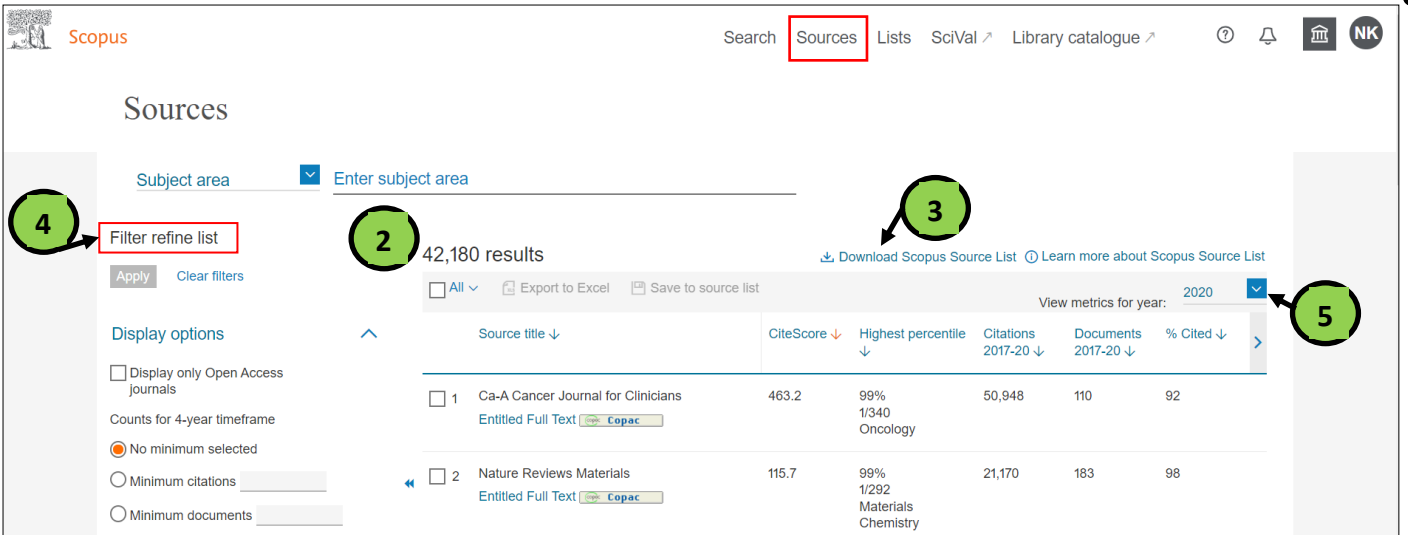 Scopus
Search Sources Lists SciVal ↗ Library catalogue ↗ NK
Sources
Subject area Enter subject area
4
2
3
Filter refine list
42,180 results
Download Scopus Source List Learn more about Scopus Source List
Apply Clear filters
All Export to Excel Save to source list
View metrics for year: 2020
5
Display options
Source title ↓ CiteScore ↓ Highest percentile ↓ Citations 2017-20 ↓ Documents 2017-20 ↓ % Cited ↓
Display only Open Access
journals
Counts for 4-year timeframe
No minimum selected
Minimum citations
Minimum documents
1 Ca-A Cancer Journal for Clinicians 463.2 99% 50,948 110 92
1/340
Entitled Full Text Copac
Oncology
2 Nature Reviews Materials 115.7 99% 21,170 183 98
1/292
Entitled Full Text Copac
Materials
Chemistry